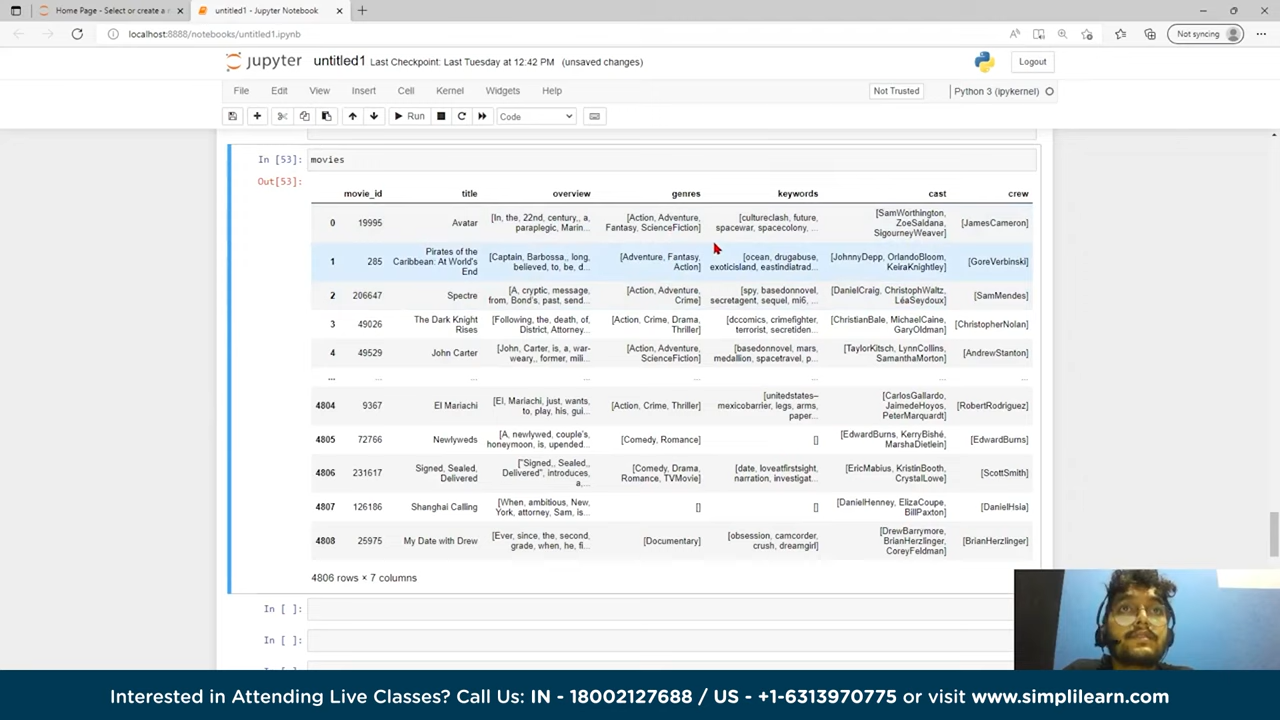 Home Page - Select or create a n
untitled1 - Jupyter Notebook
localhost:8888/notebooks/untitled1.ipynb
Not syncing
jupyter untitled1 Last Checkpoint: Last Tuesday at 12:42 PM (unsaved changes)
Logout
File Edit View Insert Cell Kernel Widgets Help
Not Trusted
Python 3 (ipykernel)
Run
Code
In [53]: movies
Out[53]:
movie_id title overview genres keywords cast crew
0 19995 Avatar [In, the, 22nd, century,, a, paraplegic, Marin... [Action, Adventure, Fantasy, ScienceFiction] [cultureclash, future, spacewar, spacecolony, ... [SamWorthington, ZoeSaldana, SigourneyWeaver] [JamesCameron]
1 285 Pirates of the Caribbean: At World's End [Captain, Barbossa,, long, believed, to, be, d... [Adventure, Fantasy, Action] [ocean, drugabuse, exoticisland, eastindiatrad... [JohnnyDepp, OrlandoBloom, KeiraKnightley] [GoreVerbinski]
2 206647 Spectre [A, cryptic, message, from, Bond's, past, send... [Action, Adventure, Crime] [spy, basedonnovel, secretagent, sequel, mi6, ... [DanielCraig, ChristophWaltz, LéaSeydoux] [SamMendes]
3 49026 The Dark Knight Rises [Following, the, death, of, District, Attorney... [Action, Crime, Drama, Thriller] [dccomics, crimefighter, terrorist, secretiden... [ChristianBale, MichaelCaine, GaryOldman] [ChristopherNolan]
4 49529 John Carter [John, Carter, is, a, war-weary,, former, mili... [Action, Adventure, ScienceFiction] [basedonnovel, mars, medallion, spacetravel, p... [TaylorKitsch, LynnCollins, SamanthaMorton] [AndrewStanton]
... ... ... ... ... ... ... ...
4804 9367 El Mariachi [El, Mariachi, just, wants, to, play, his, gui... [Action, Crime, Thriller] [unitedstates–mexicobarrier, legs, arms, paper... [CarlosGallardo, JaimedeHoyos, PeterMarquardt] [RobertRodriguez]
4805 72766 Newlyweds [A, newlywed, couple's, honeymoon, is, upended... [Comedy, Romance] [] [EdwardBurns, KerryBishé, MarshaDietlein] [EdwardBurns]
4806 231617 Signed, Sealed, Delivered ["Signed,, Sealed,, Delivered", introduces, a,... [Comedy, Drama, Romance, TVMovie] [date, loveatfirstsight, narration, investigat... [EricMabius, KristinBooth, CrystalLowe] [ScottSmith]
4807 126186 Shanghai Calling [When, ambitious, New, York, attorney, Sam, is... [] [] [DanielHenney, ElizaCoupe, BillPaxton] [DanielHsia]
4808 25975 My Date with Drew [Ever, since, the, second, grade, when, he, fi... [Documentary] [obsession, camcorder, crush, dreamgirl] [DrewBarrymore, BrianHerzlinger, CoreyFeldman] [BrianHerzlinger]
4806 rows × 7 columns
In [ ]:
In [ ]:
Interested in Attending Live Classes? Call Us: IN - 18002127688 / US - +1-6313970775 or visit www.simplilearn.com